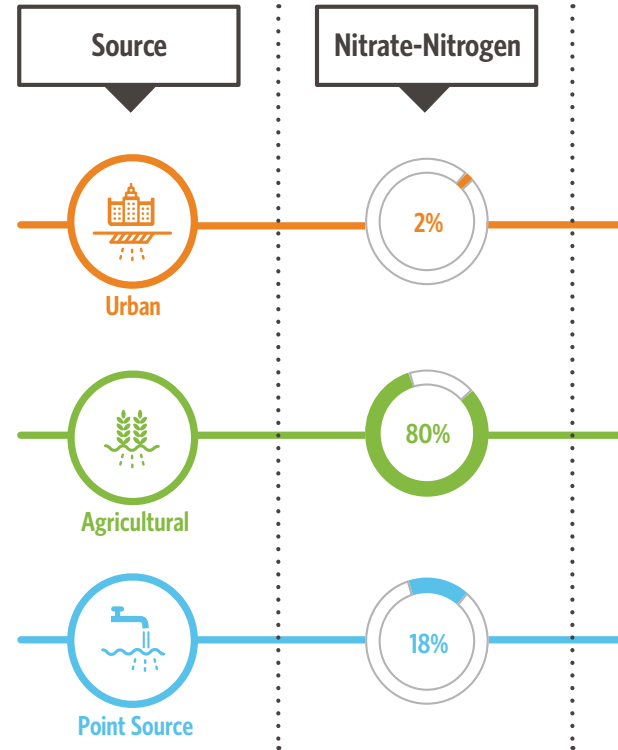 Source
Nitrate-Nitrogen
2%
Urban
80%
Agricultural
18%
Point Source